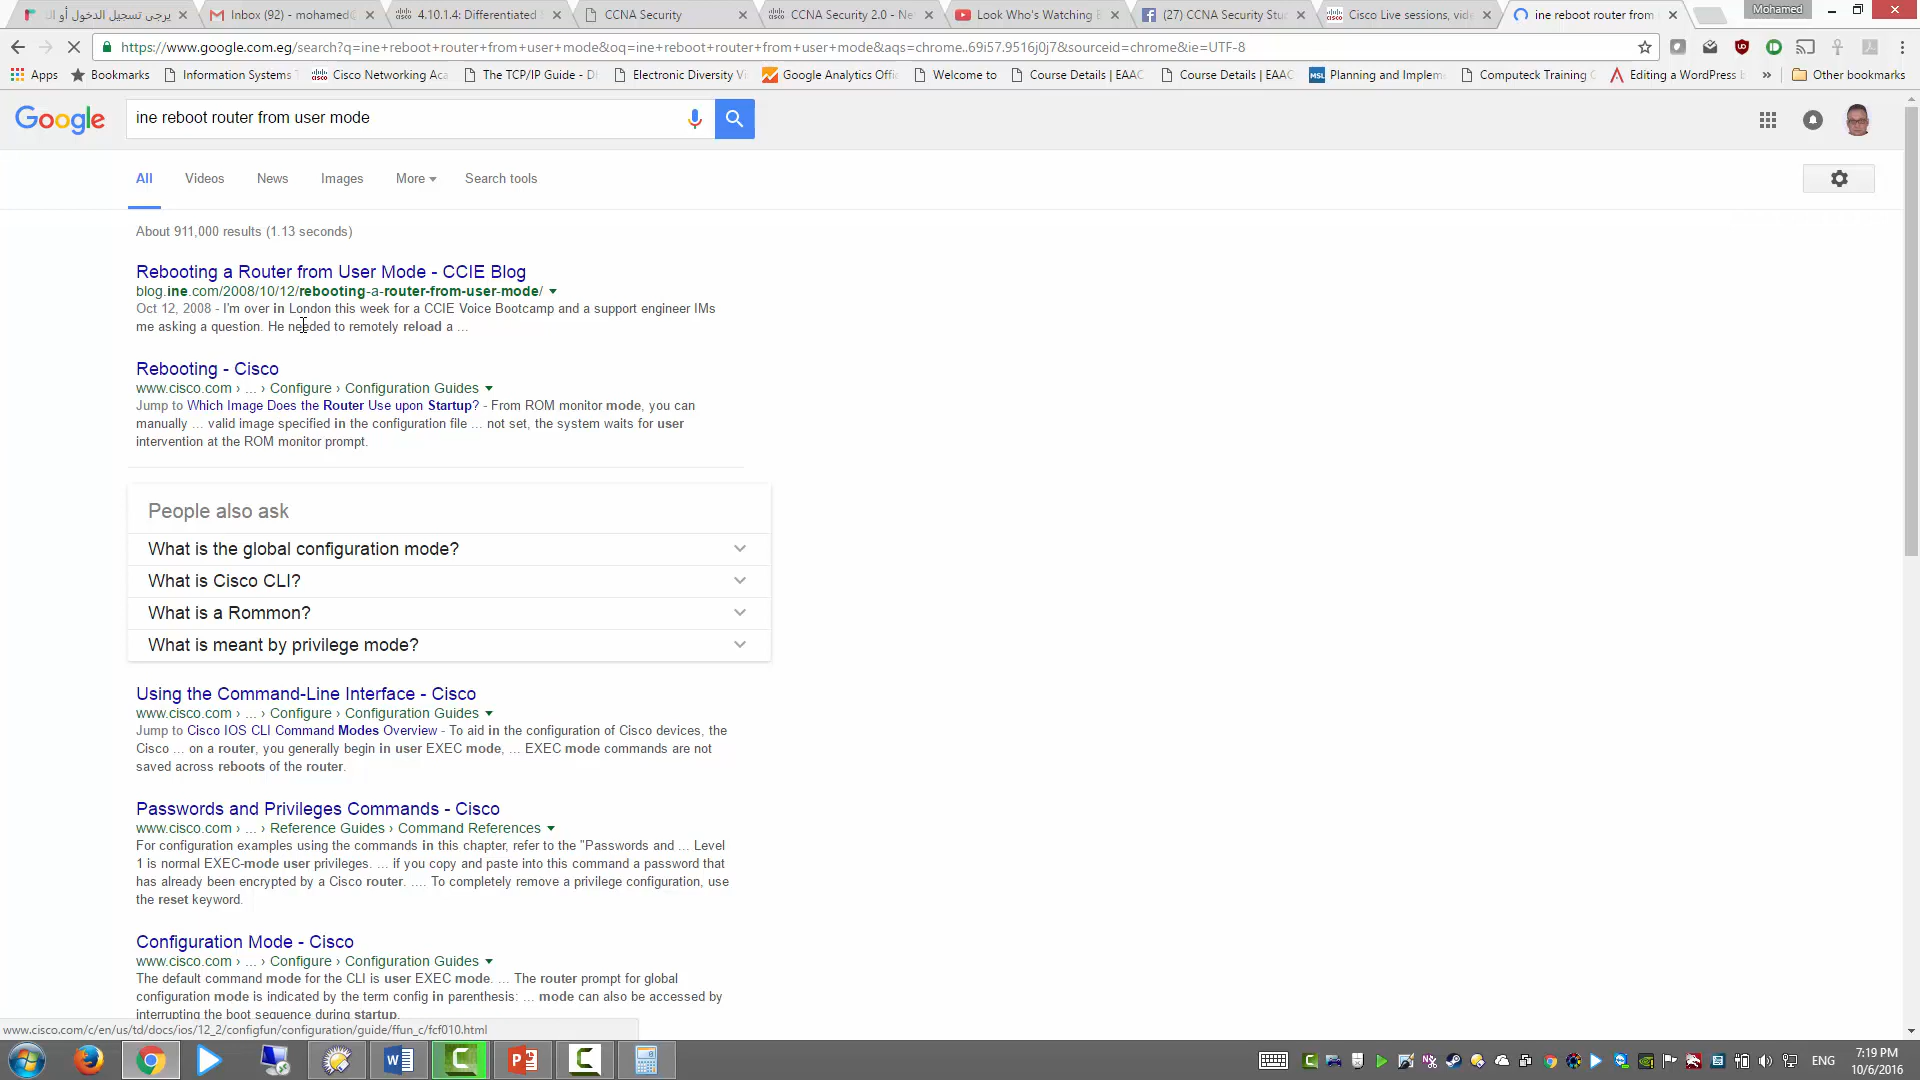 يرجى تسجيل الدخول أو ال
Inbox (92) - mohamed
4.10.1.4: Differentiated
CCNA Security
CCNA Security 2.0 - Ne
Look Who's Watching
(27) CCNA Security Stu
Cisco Live sessions, vid
ine reboot router from
Mohamed
https://www.google.com.eg/search?q=ine+reboot+router+from+user+mode&oq=ine+reboot+router+from+user+mode&aqs=chrome..69i57.9516j0j7&sourceid=chrome&ie=UTF-8
Apps
Bookmarks
Information Systems
Cisco Networking Aca
The TCP/IP Guide - D
Electronic Diversity Vi
Google Analytics Offic
Welcome to
Course Details | EAAC
Course Details | EAAC
MSL Planning and Implem
Computeck Training
Editing a WordPress
»
Other bookmarks
Google
ine reboot router from user mode
All
Videos
News
Images
More
Search tools
About 911,000 results (1.13 seconds)
Rebooting a Router from User Mode - CCIE Blog
blog.ine.com/2008/10/12/rebooting-a-router-from-user-mode/
Oct 12, 2008 - I'm over in London this week for a CCIE Voice Bootcamp and a support engineer IMs
me asking a question. He needed to remotely reload a ...
Rebooting - Cisco
www.cisco.com › ... › Configure › Configuration Guides
Jump to Which Image Does the Router Use upon Startup? - From ROM monitor mode, you can
manually ... valid image specified in the configuration file ... not set, the system waits for user
intervention at the ROM monitor prompt.
People also ask
What is the global configuration mode?
What is Cisco CLI?
What is a Rommon?
What is meant by privilege mode?
Using the Command-Line Interface - Cisco
www.cisco.com › ... › Configure › Configuration Guides
Jump to Cisco IOS CLI Command Modes Overview - To aid in the configuration of Cisco devices, the
Cisco ... on a router, you generally begin in user EXEC mode, ... EXEC mode commands are not
saved across reboots of the router.
Passwords and Privileges Commands - Cisco
www.cisco.com › ... › Reference Guides › Command References
For configuration examples using the commands in this chapter, refer to the "Passwords and ... Level
1 is normal EXEC-mode user privileges. ... if you copy and paste into this command a password that
has already been encrypted by a Cisco router. .... To completely remove a privilege configuration, use
the reset keyword.
Configuration Mode - Cisco
www.cisco.com › ... › Configure › Configuration Guides
The default command mode for the CLI is user EXEC mode. ... The router prompt for global
configuration mode is indicated by the term config in parenthesis: ... mode can also be accessed by
interrupting the boot sequence during startup.
www.cisco.com/c/en/us/td/docs/ios/12_2/configfun/configuration/guide/ffun_c/fcf010.html
ENG
7:19 PM
10/6/2016